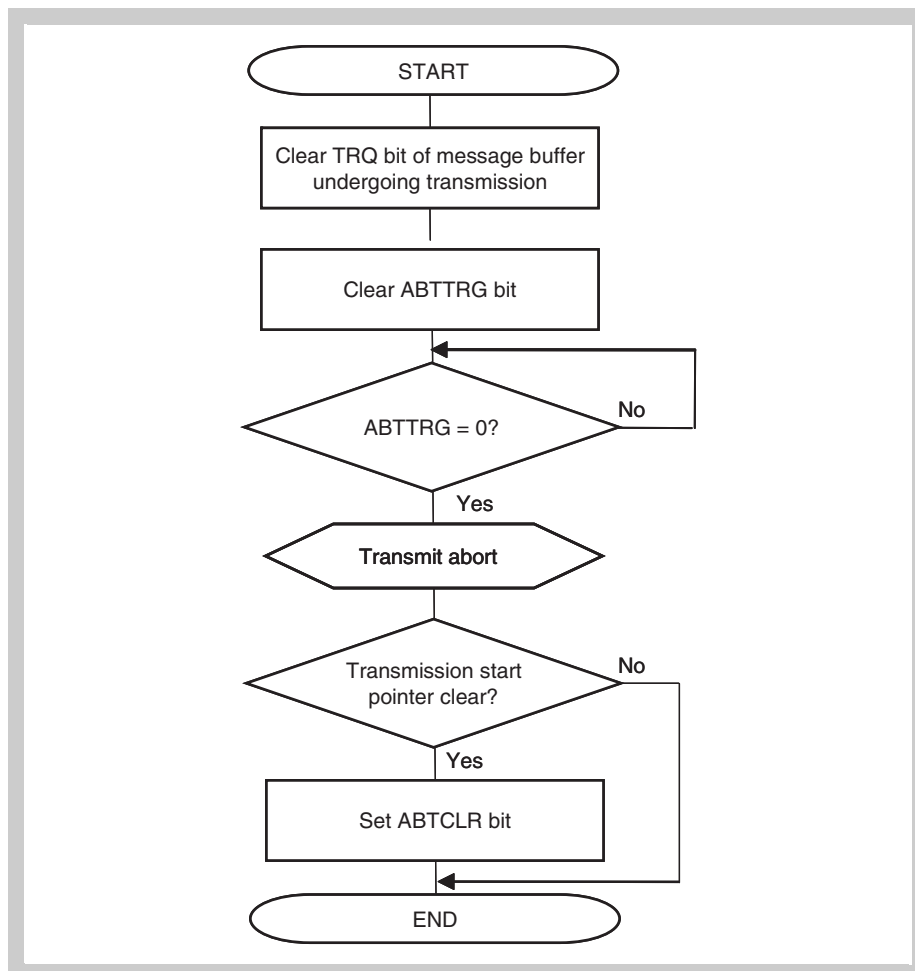 START
Clear TRQ bit of message buffer
undergoing transmission
Clear ABTTRG bit
ABTTRG = 0?
No
Yes
Transmit abort
Transmission start
pointer clear?
No
Yes
Set ABTCLR bit
END